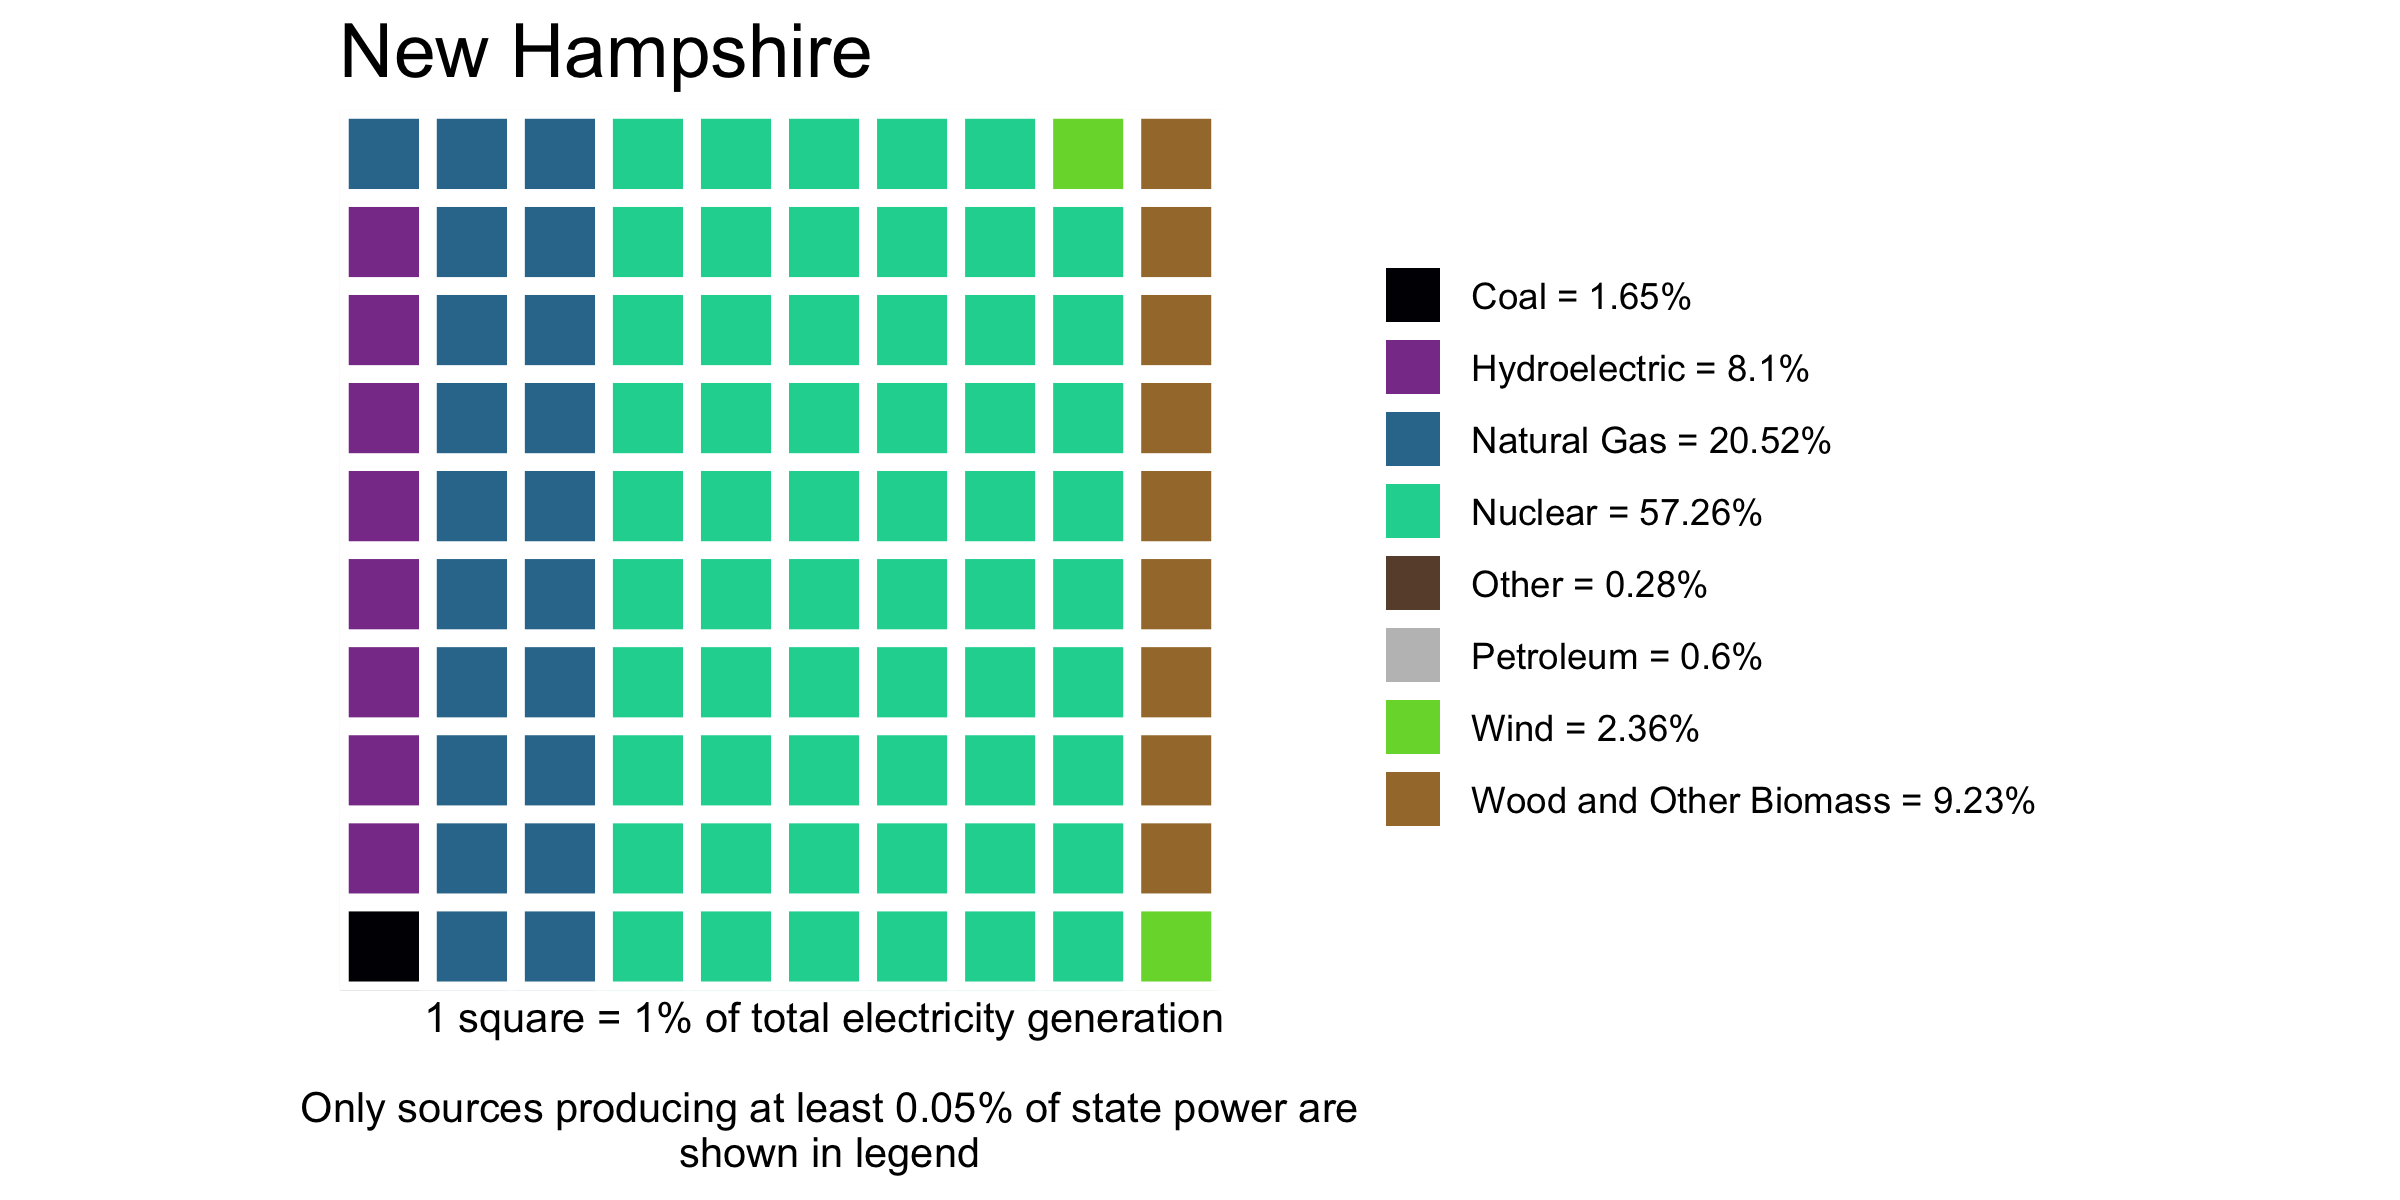 New Hampshire
Coal = 1.65%
Hydroelectric = 8.1%
Natural Gas = 20.52%
Nuclear = 57.26%
Other = 0.28%
Petroleum = 0.6%
Wind = 2.36%
Wood and Other Biomass = 9.23%
1 square = 1% of total electricity generation
Only sources producing at least 0.05% of state power are
shown in legend